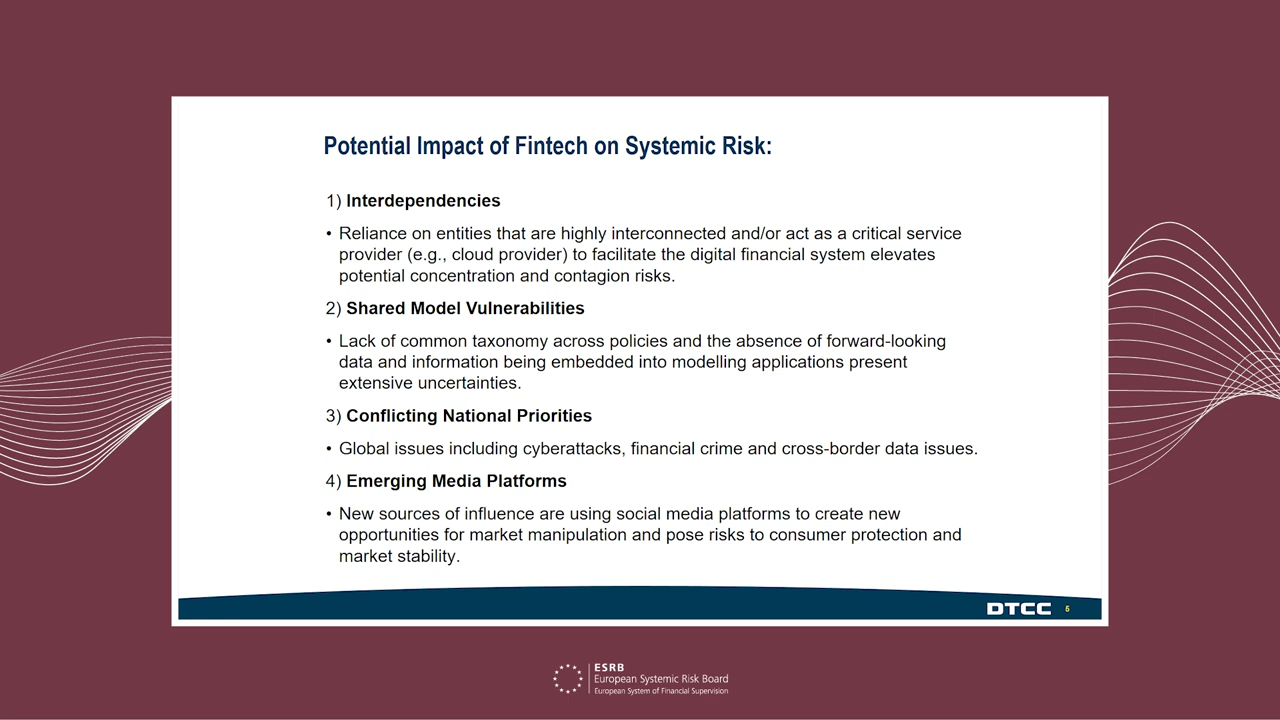 Potential Impact of Fintech on Systemic Risk:
1) Interdependencies
• Reliance on entities that are highly interconnected and/or act as a critical service
provider (e.g., cloud provider) to facilitate the digital financial system elevates
potential concentration and contagion risks.
2) Shared Model Vulnerabilities
• Lack of common taxonomy across policies and the absence of forward-looking
data and information being embedded into modelling applications present
extensive uncertainties.
3) Conflicting National Priorities
• Global issues including cyberattacks, financial crime and cross-border data issues.
4) Emerging Media Platforms
• New sources of influence are using social media platforms to create new
opportunities for market manipulation and pose risks to consumer protection and
market stability.
DTCC 5
ESRB
European Systemic Risk Board
European System of Financial Supervision